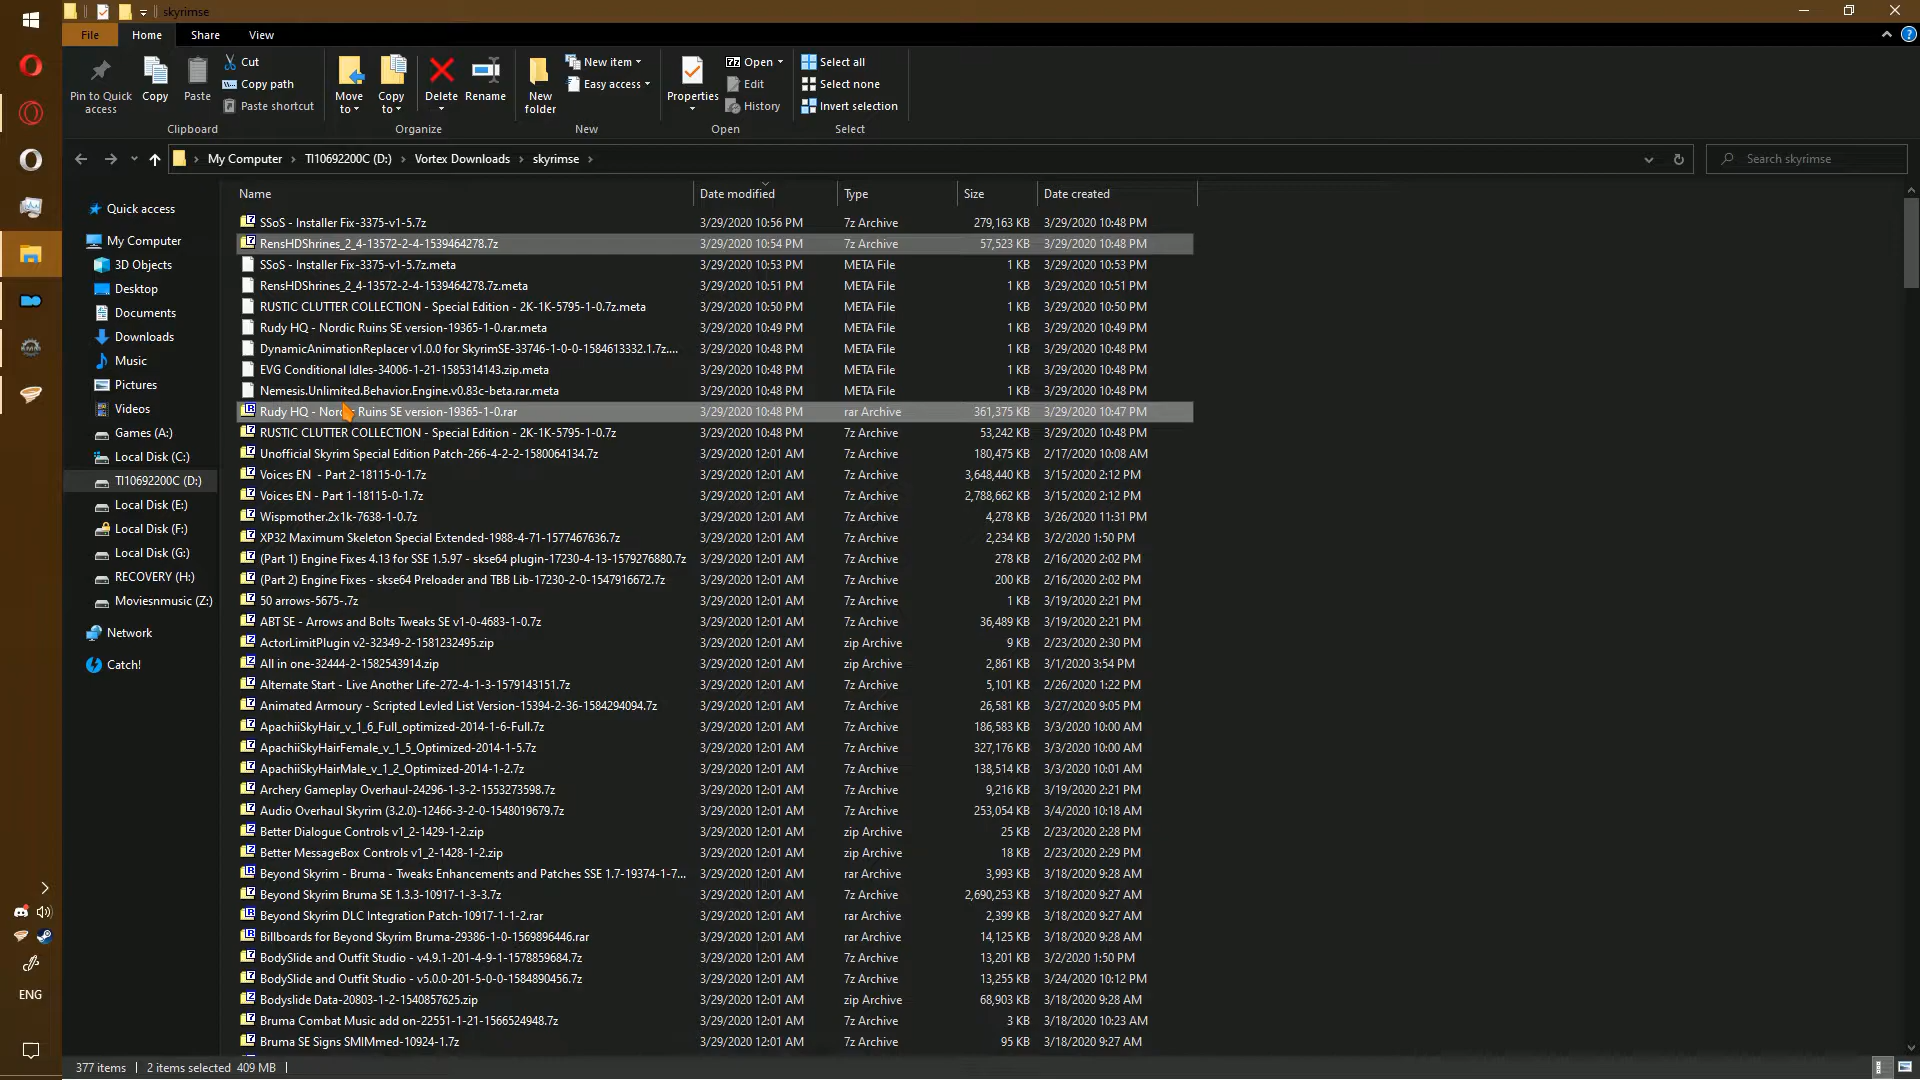 skyrimse
File Home Share View
Pin to Quick access
Copy
Paste
Cut
Copy path
Paste shortcut
Clipboard
Move to
Copy to
Delete
Rename
Organize
New folder
New item
Easy access
New
Properties
Open
Edit
History
Open
Select all
Select none
Invert selection
Select
My Computer TI10692200C (D:) Vortex Downloads skyrimse
Search skyrimse
Quick access
My Computer
3D Objects
Desktop
Documents
Downloads
Music
Pictures
Videos
Games (A:)
Local Disk (C:)
TI10692200C (D:)
Local Disk (E:)
Local Disk (F:)
Local Disk (G:)
RECOVERY (H:)
Moviesnmusic (Z:)
Network
Catch!
Name Date modified Type Size Date created
SSoS - Installer Fix-3375-v1-5.7z 3/29/2020 10:56 PM 7z Archive 279,163 KB 3/29/2020 10:48 PM
RensHDShrines_2_4-13572-2-4-1539464278.7z 3/29/2020 10:54 PM 7z Archive 57,523 KB 3/29/2020 10:48 PM
SSoS - Installer Fix-3375-v1-5.7z.meta 3/29/2020 10:53 PM META File 1 KB 3/29/2020 10:53 PM
RensHDShrines_2_4-13572-2-4-1539464278.7z.meta 3/29/2020 10:51 PM META File 1 KB 3/29/2020 10:51 PM
RUSTIC CLUTTER COLLECTION - Special Edition - 2K-1K-5795-1-0.7z.meta 3/29/2020 10:50 PM META File 1 KB 3/29/2020 10:50 PM
Rudy HQ - Nordic Ruins SE version-19365-1-0.rar.meta 3/29/2020 10:49 PM META File 1 KB 3/29/2020 10:49 PM
DynamicAnimationReplacer v1.0.0 for SkyrimSE-33746-1-0-0-1584613332.1.7z.... 3/29/2020 10:48 PM META File 1 KB 3/29/2020 10:48 PM
EVG Conditional Idles-34006-1-21-1585314143.zip.meta 3/29/2020 10:48 PM META File 1 KB 3/29/2020 10:48 PM
Nemesis.Unlimited.Behavior.Engine.v0.83c-beta.rar.meta 3/29/2020 10:48 PM META File 1 KB 3/29/2020 10:48 PM
Rudy HQ - Nordic Ruins SE version-19365-1-0.rar 3/29/2020 10:48 PM rar Archive 361,375 KB 3/29/2020 10:47 PM
RUSTIC CLUTTER COLLECTION - Special Edition - 2K-1K-5795-1-0.7z 3/29/2020 10:48 PM 7z Archive 53,242 KB 3/29/2020 10:48 PM
Unofficial Skyrim Special Edition Patch-266-4-2-2-1580064134.7z 3/29/2020 12:01 AM 7z Archive 180,475 KB 2/17/2020 10:08 AM
Voices EN  - Part 2-18115-0-1.7z 3/29/2020 12:01 AM 7z Archive 3,648,440 KB 3/15/2020 2:12 PM
Voices EN - Part 1-18115-0-1.7z 3/29/2020 12:01 AM 7z Archive 2,788,662 KB 3/15/2020 2:12 PM
Wispmother.2x1k-7638-1-0.7z 3/29/2020 12:01 AM 7z Archive 4,278 KB 3/26/2020 11:31 PM
XP32 Maximum Skeleton Special Extended-1988-4-71-1577467636.7z 3/29/2020 12:01 AM 7z Archive 2,234 KB 3/2/2020 1:50 PM
(Part 1) Engine Fixes 4.13 for SSE 1.5.97 - skse64 plugin-17230-4-13-1579276880.7z 3/29/2020 12:01 AM 7z Archive 278 KB 2/16/2020 2:02 PM
(Part 2) Engine Fixes - skse64 Preloader and TBB Lib-17230-2-0-1547916672.7z 3/29/2020 12:01 AM 7z Archive 200 KB 2/16/2020 2:02 PM
50 arrows-5675-.7z 3/29/2020 12:01 AM 7z Archive 1 KB 3/19/2020 2:21 PM
ABT SE - Arrows and Bolts Tweaks SE v1-0-4683-1-0.7z 3/29/2020 12:01 AM 7z Archive 36,489 KB 3/19/2020 2:21 PM
ActorLimitPlugin v2-32349-2-1581232495.zip 3/29/2020 12:01 AM zip Archive 9 KB 2/23/2020 2:30 PM
All in one-32444-2-1582543914.zip 3/29/2020 12:01 AM zip Archive 2,861 KB 3/1/2020 3:54 PM
Alternate Start - Live Another Life-272-4-1-3-1579143151.7z 3/29/2020 12:01 AM 7z Archive 5,101 KB 2/26/2020 1:22 PM
Animated Armoury - Scripted Levled List Version-15394-2-36-1584294094.7z 3/29/2020 12:01 AM 7z Archive 26,581 KB 3/27/2020 9:05 PM
ApachiiSkyHair_v_1_6_Full_optimized-2014-1-6-Full.7z 3/29/2020 12:01 AM 7z Archive 186,583 KB 3/3/2020 10:00 AM
ApachiiSkyHairFemale_v_1_5_Optimized-2014-1-5.7z 3/29/2020 12:01 AM 7z Archive 327,176 KB 3/3/2020 10:00 AM
ApachiiSkyHairMale_v_1_2_Optimized-2014-1-2.7z 3/29/2020 12:01 AM 7z Archive 138,514 KB 3/3/2020 10:01 AM
Archery Gameplay Overhaul-24296-1-3-2-1553273598.7z 3/29/2020 12:01 AM 7z Archive 9,216 KB 3/19/2020 2:21 PM
Audio Overhaul Skyrim (3.2.0)-12466-3-2-0-1548019679.7z 3/29/2020 12:01 AM 7z Archive 253,054 KB 3/4/2020 10:18 AM
Better Dialogue Controls v1_2-1429-1-2.zip 3/29/2020 12:01 AM zip Archive 25 KB 2/23/2020 2:28 PM
Better MessageBox Controls v1_2-1428-1-2.zip 3/29/2020 12:01 AM zip Archive 18 KB 2/23/2020 2:29 PM
Beyond Skyrim - Bruma - Tweaks Enhancements and Patches SSE 1.7-19374-1-7... 3/29/2020 12:01 AM rar Archive 3,993 KB 3/18/2020 9:28 AM
Beyond Skyrim Bruma SE 1.3.3-10917-1-3-3.7z 3/29/2020 12:01 AM 7z Archive 2,690,253 KB 3/18/2020 9:27 AM
Beyond Skyrim DLC Integration Patch-10917-1-1-2.rar 3/29/2020 12:01 AM rar Archive 2,399 KB 3/18/2020 9:27 AM
Billboards for Beyond Skyrim Bruma-29386-1-0-1569896446.rar 3/29/2020 12:01 AM rar Archive 14,125 KB 3/18/2020 9:28 AM
BodySlide and Outfit Studio - v4.9.1-201-4-9-1-1578859684.7z 3/29/2020 12:01 AM 7z Archive 13,201 KB 3/2/2020 1:50 PM
BodySlide and Outfit Studio - v5.0.0-201-5-0-0-1584890456.7z 3/29/2020 12:01 AM 7z Archive 13,255 KB 3/24/2020 10:12 PM
Bodyslide Data-20803-1-2-1540857625.zip 3/29/2020 12:01 AM zip Archive 68,903 KB 3/18/2020 9:28 AM
Bruma Combat Music add on-22551-1-21-1566524948.7z 3/29/2020 12:01 AM 7z Archive 3 KB 3/18/2020 10:23 AM
Bruma SE Signs SMIMmed-10924-1.7z 3/29/2020 12:01 AM 7z Archive 95 KB 3/18/2020 9:27 AM
ENG
377 items 2 items selected 409 MB